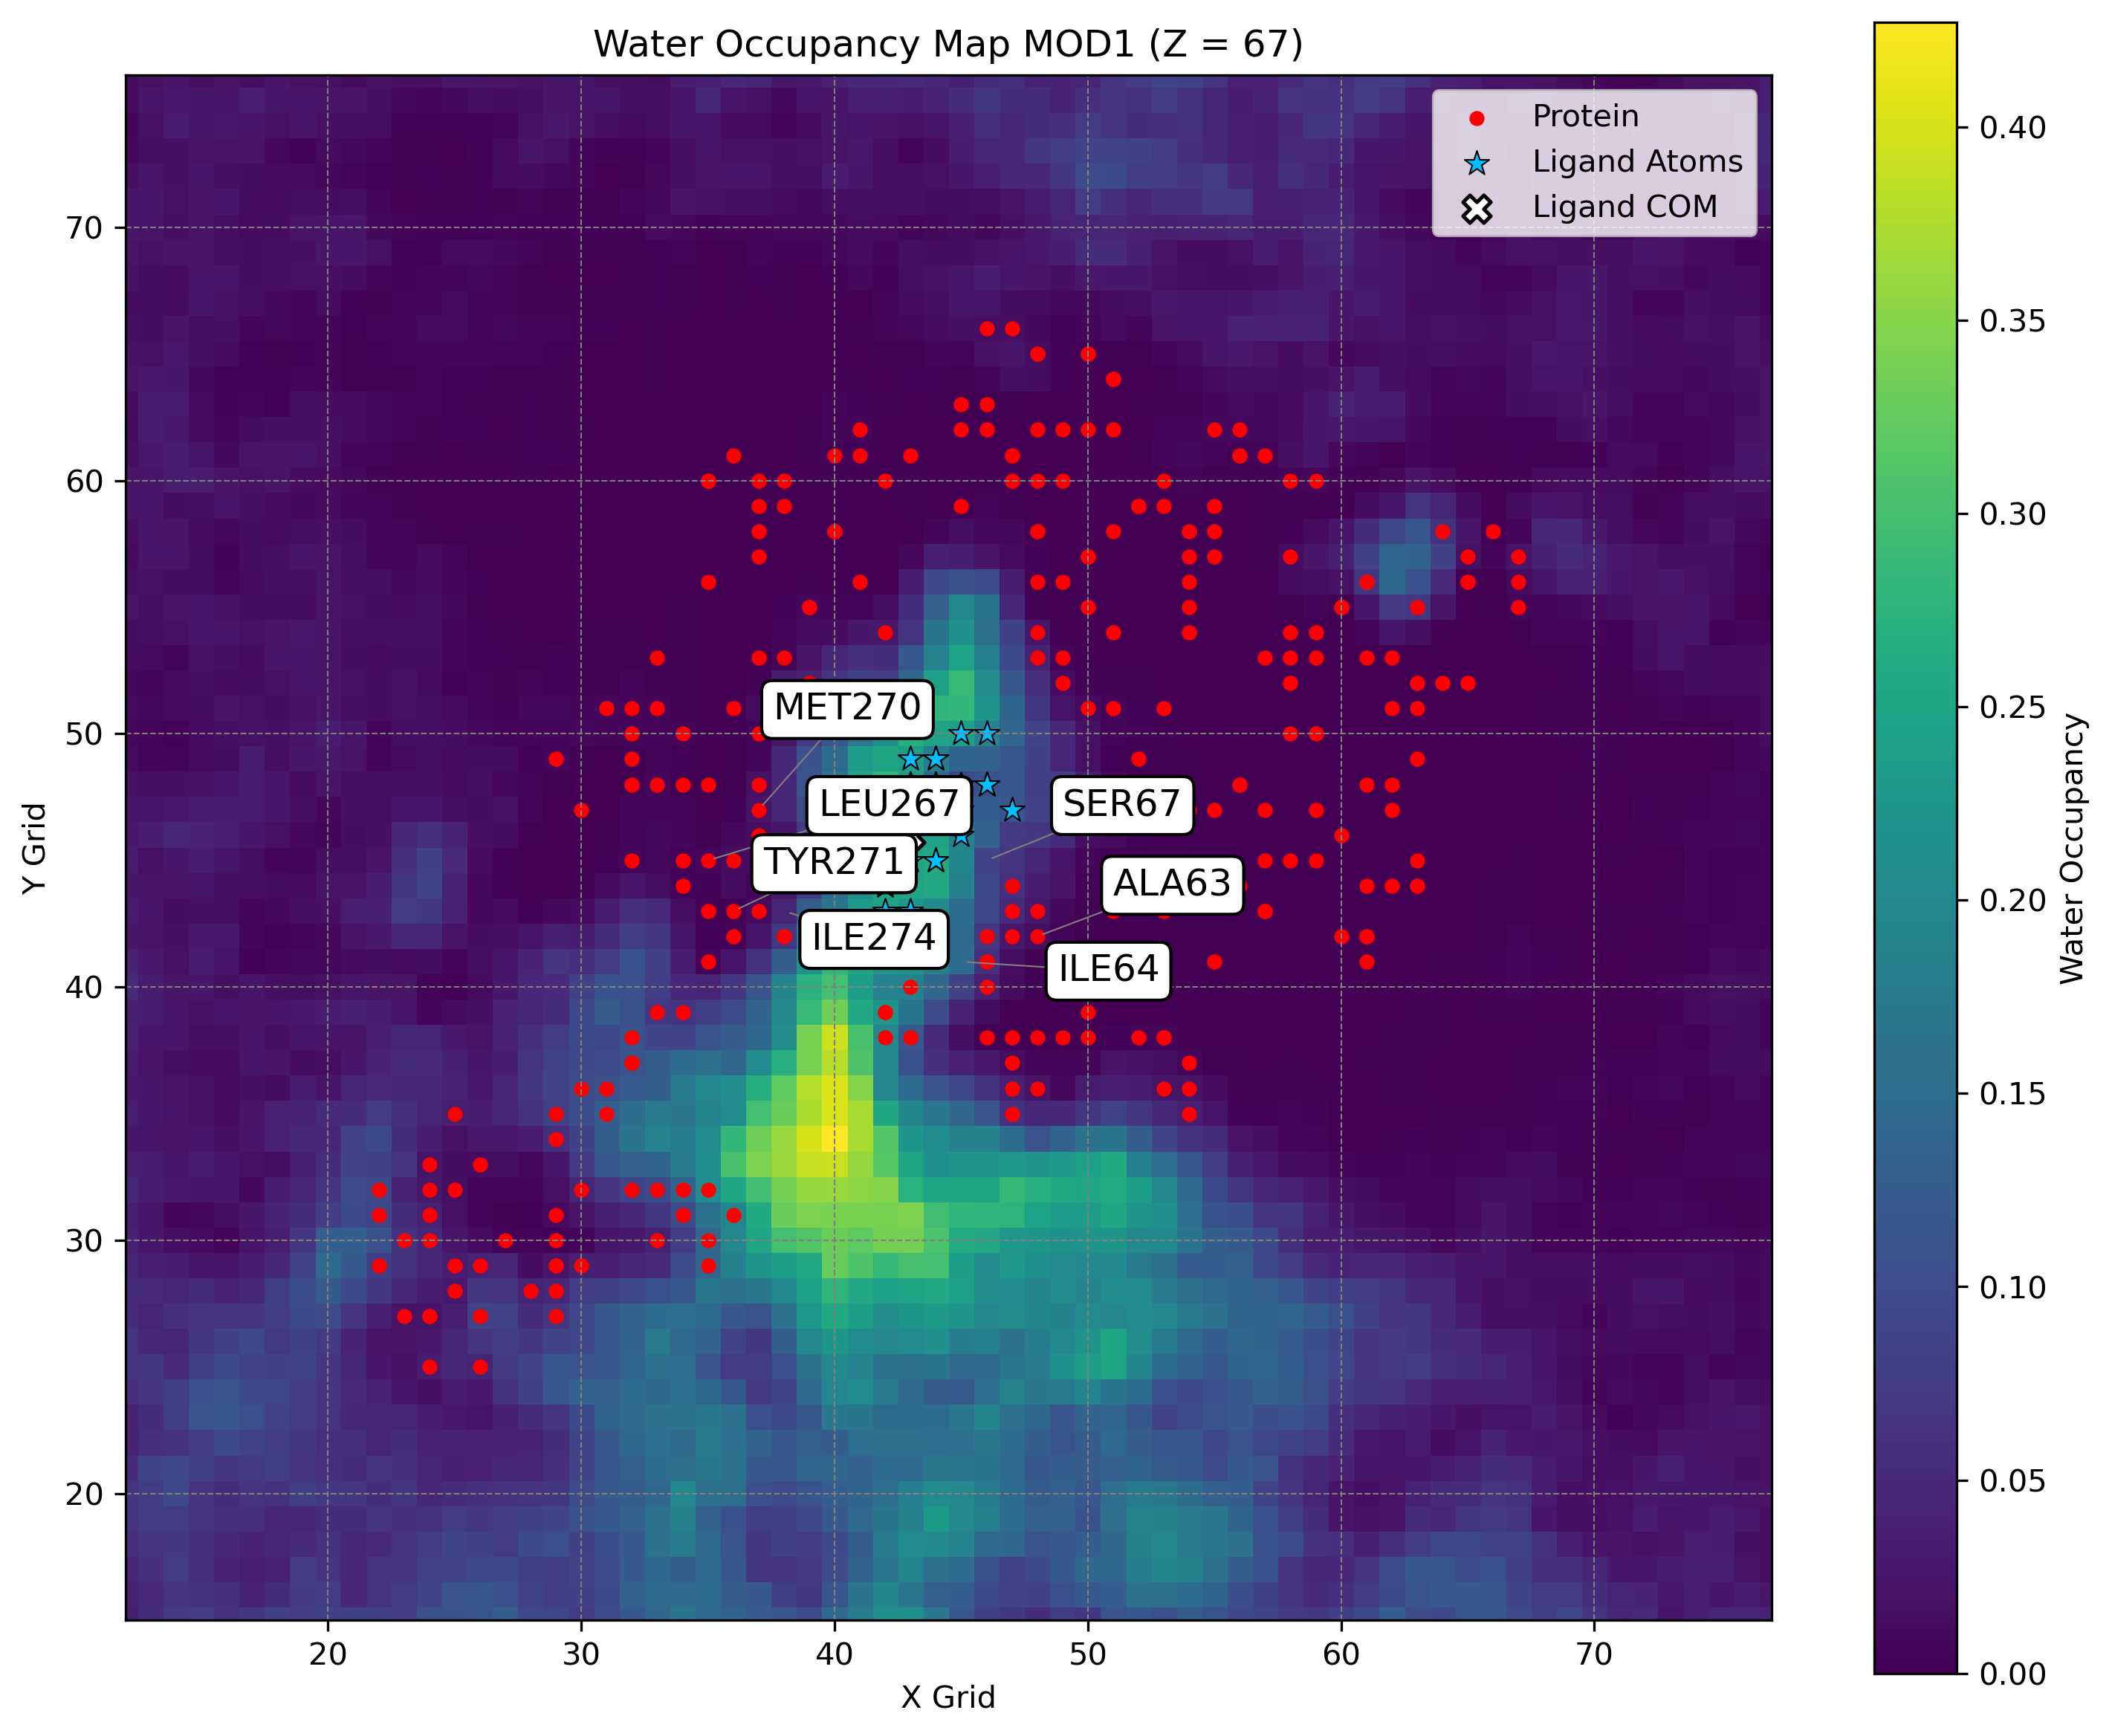 Water Occupancy Map MOD1 (Z = 67)
Protein
Ligand Atoms
Ligand COM
MET270
LEU267
SER67
TYR271
ALA63
ILE274
ILE64
Y Grid
70
60
50
40
30
20
20
30
40
50
60
70
X Grid
0.40
0.35
0.30
0.25
0.20
0.15
0.10
0.05
0.00
Water Occupancy